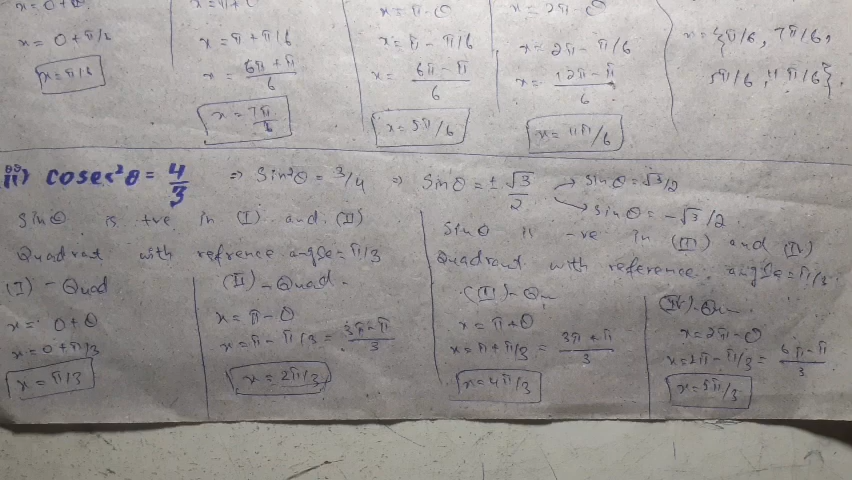 x = 0 + π/6
x = π/6
x = π + π/6
x = 6π + π / 6
x = 7π / 6
x = π - θ
x = π - π/6
x = 6π - π / 6
x = 5π/6
x = 2π - θ
x = 2π - π/6
x = 12π - π / 6
x = 11π/6
x = {π/6, 7π/6,
5π/6, 11π/6}.
iii) cosec²θ = 4/3 ⇒ Sin²θ = 3/4 ⇒ Sinθ = ± √3/2 → Sinθ = √3/2
→ Sinθ = -√3/2
Sinθ is +ve in (I) and (II)
Quadrant with refrence angle = π/3
(I) - Quad
x = 0 + θ
x = 0 + π/3
x = π/3
(II) - Quad.
x = π - θ
x = π - π/3 = 3π - π / 3
x = 2π/3
Sinθ is -ve in (III) and (IV)
Quadrant with reference angle = π/3
(III) - Qu
x = π + θ
x = π + π/3 = 3π + π / 3
x = 4π/3
(IV) - Qu
x = 2π - θ
x = 2π - π/3 = 6π - π / 3
x = 5π/3